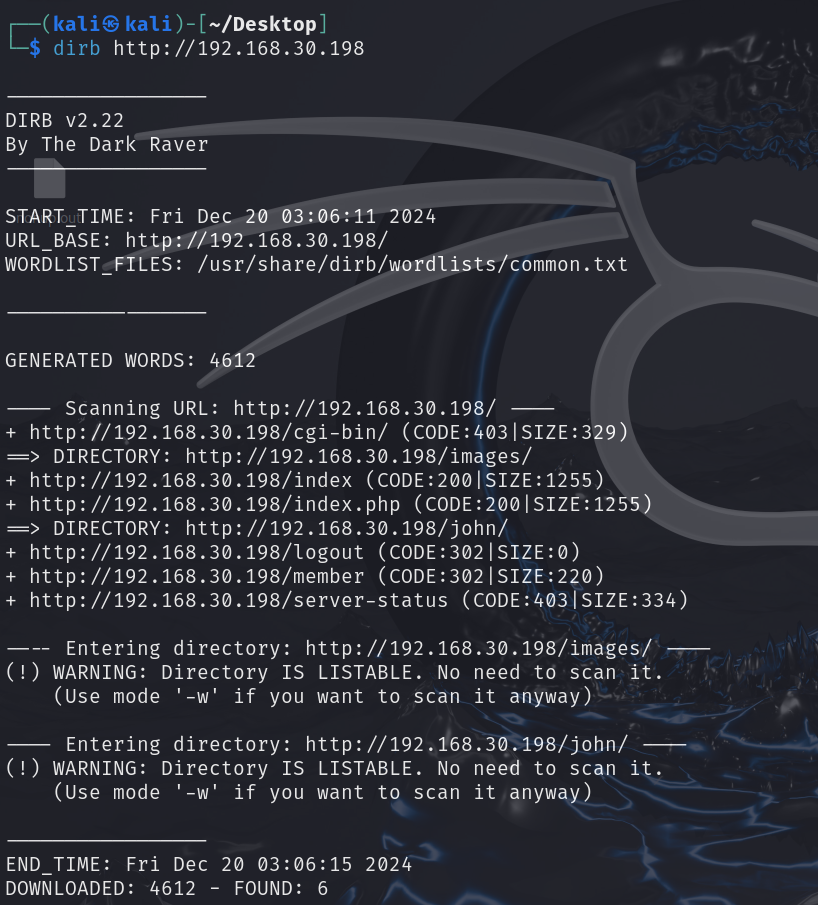 ┌──(kali㉿kali)-[~/Desktop]
└─$ dirb http://192.168.30.198
-----------------
DIRB v2.22
By The Dark Raver
-----------------
START_TIME: Fri Dec 20 03:06:11 2024
URL_BASE: http://192.168.30.198/
WORDLIST_FILES: /usr/share/dirb/wordlists/common.txt
-----------------
GENERATED WORDS: 4612
---- Scanning URL: http://192.168.30.198/ ----
+ http://192.168.30.198/cgi-bin/ (CODE:403|SIZE:329)
==> DIRECTORY: http://192.168.30.198/images/
+ http://192.168.30.198/index (CODE:200|SIZE:1255)
+ http://192.168.30.198/index.php (CODE:200|SIZE:1255)
==> DIRECTORY: http://192.168.30.198/john/
+ http://192.168.30.198/logout (CODE:302|SIZE:0)
+ http://192.168.30.198/member (CODE:302|SIZE:220)
+ http://192.168.30.198/server-status (CODE:403|SIZE:334)
---- Entering directory: http://192.168.30.198/images/ ----
(!) WARNING: Directory IS LISTABLE. No need to scan it.
    (Use mode '-w' if you want to scan it anyway)
---- Entering directory: http://192.168.30.198/john/ ----
(!) WARNING: Directory IS LISTABLE. No need to scan it.
    (Use mode '-w' if you want to scan it anyway)
-----------------
END_TIME: Fri Dec 20 03:06:15 2024
DOWNLOADED: 4612 - FOUND: 6